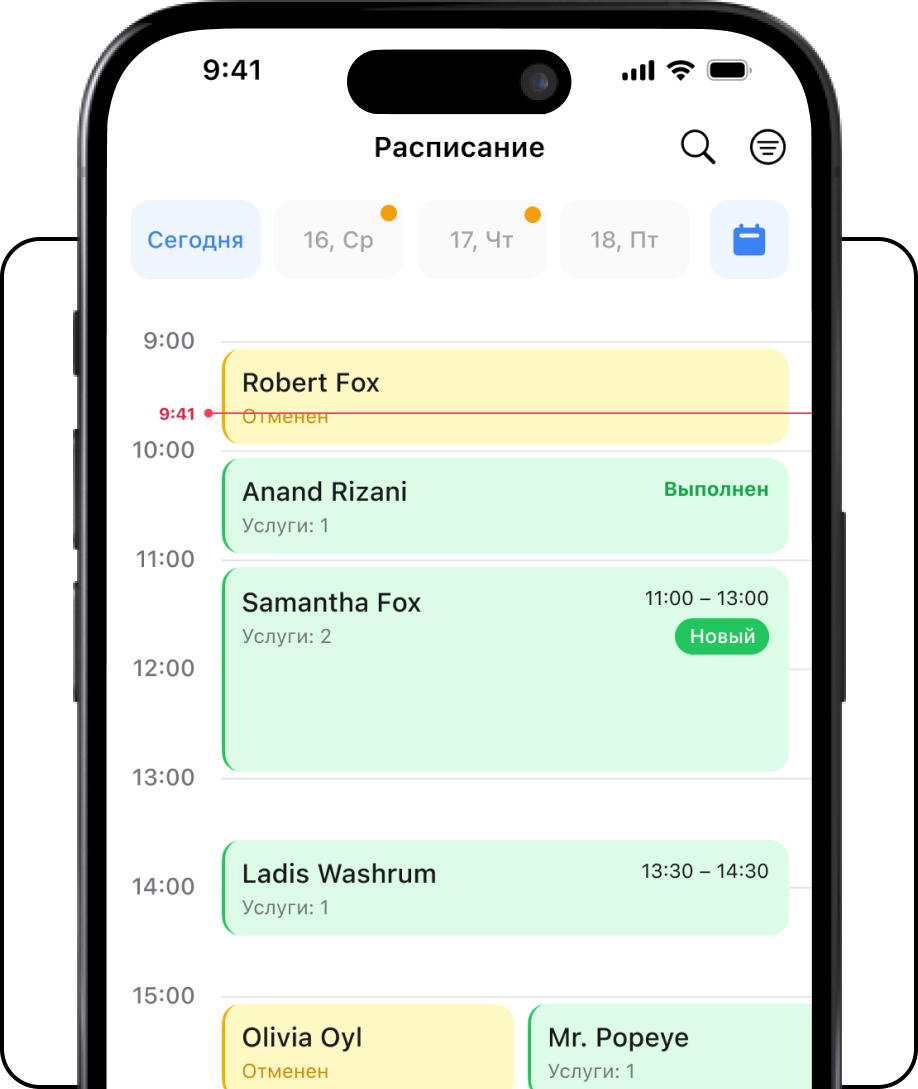 9:41
Расписание
Сегодня
16, Ср
17, Чт
18, Пт
9:00
Robert Fox
9:41
Отменен
10:00
Anand Rizani
Выполнен
Услуги: 1
11:00
Samantha Fox
11:00 – 13:00
Услуги: 2
Новый
12:00
13:00
Ladis Washrum
13:30 – 14:30
14:00
Услуги: 1
15:00
Olivia Oyl
Mr. Popeye
Отменен
Услуги: 1